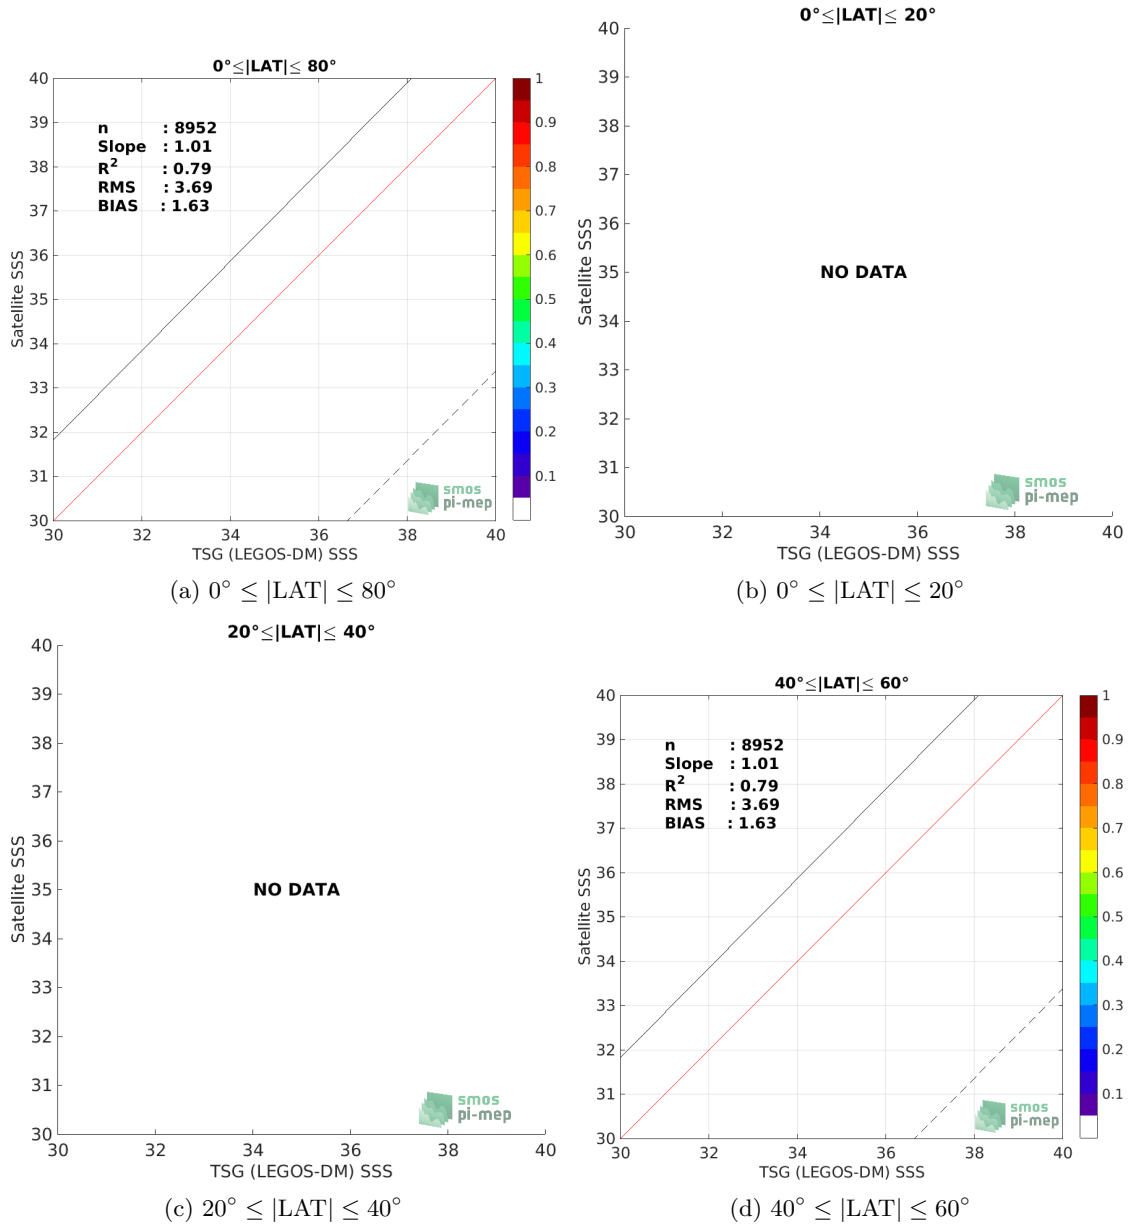 0°≤|LAT|≤ 80°
40
39
38
37
36
35
34
33
32
31
30
Satellite SSS
n : 8952
Slope : 1.01
R² : 0.79
RMS : 3.69
BIAS : 1.63
smos
pi-mep
30 32 34 36 38 40
TSG (LEGOS-DM) SSS
1
0.9
0.8
0.7
0.6
0.5
0.4
0.3
0.2
0.1
(a) 0° ≤ |LAT| ≤ 80°
0°≤|LAT|≤ 20°
40
39
38
37
36
35
34
33
32
31
30
Satellite SSS
NO DATA
smos
pi-mep
30 32 34 36 38 40
TSG (LEGOS-DM) SSS
(b) 0° ≤ |LAT| ≤ 20°
20°≤|LAT|≤ 40°
40
39
38
37
36
35
34
33
32
31
30
Satellite SSS
NO DATA
smos
pi-mep
30 32 34 36 38 40
TSG (LEGOS-DM) SSS
(c) 20° ≤ |LAT| ≤ 40°
40°≤|LAT|≤ 60°
40
39
38
37
36
35
34
33
32
31
30
Satellite SSS
n : 8952
Slope : 1.01
R² : 0.79
RMS : 3.69
BIAS : 1.63
smos
pi-mep
30 32 34 36 38 40
TSG (LEGOS-DM) SSS
1
0.9
0.8
0.7
0.6
0.5
0.4
0.3
0.2
0.1
(d) 40° ≤ |LAT| ≤ 60°